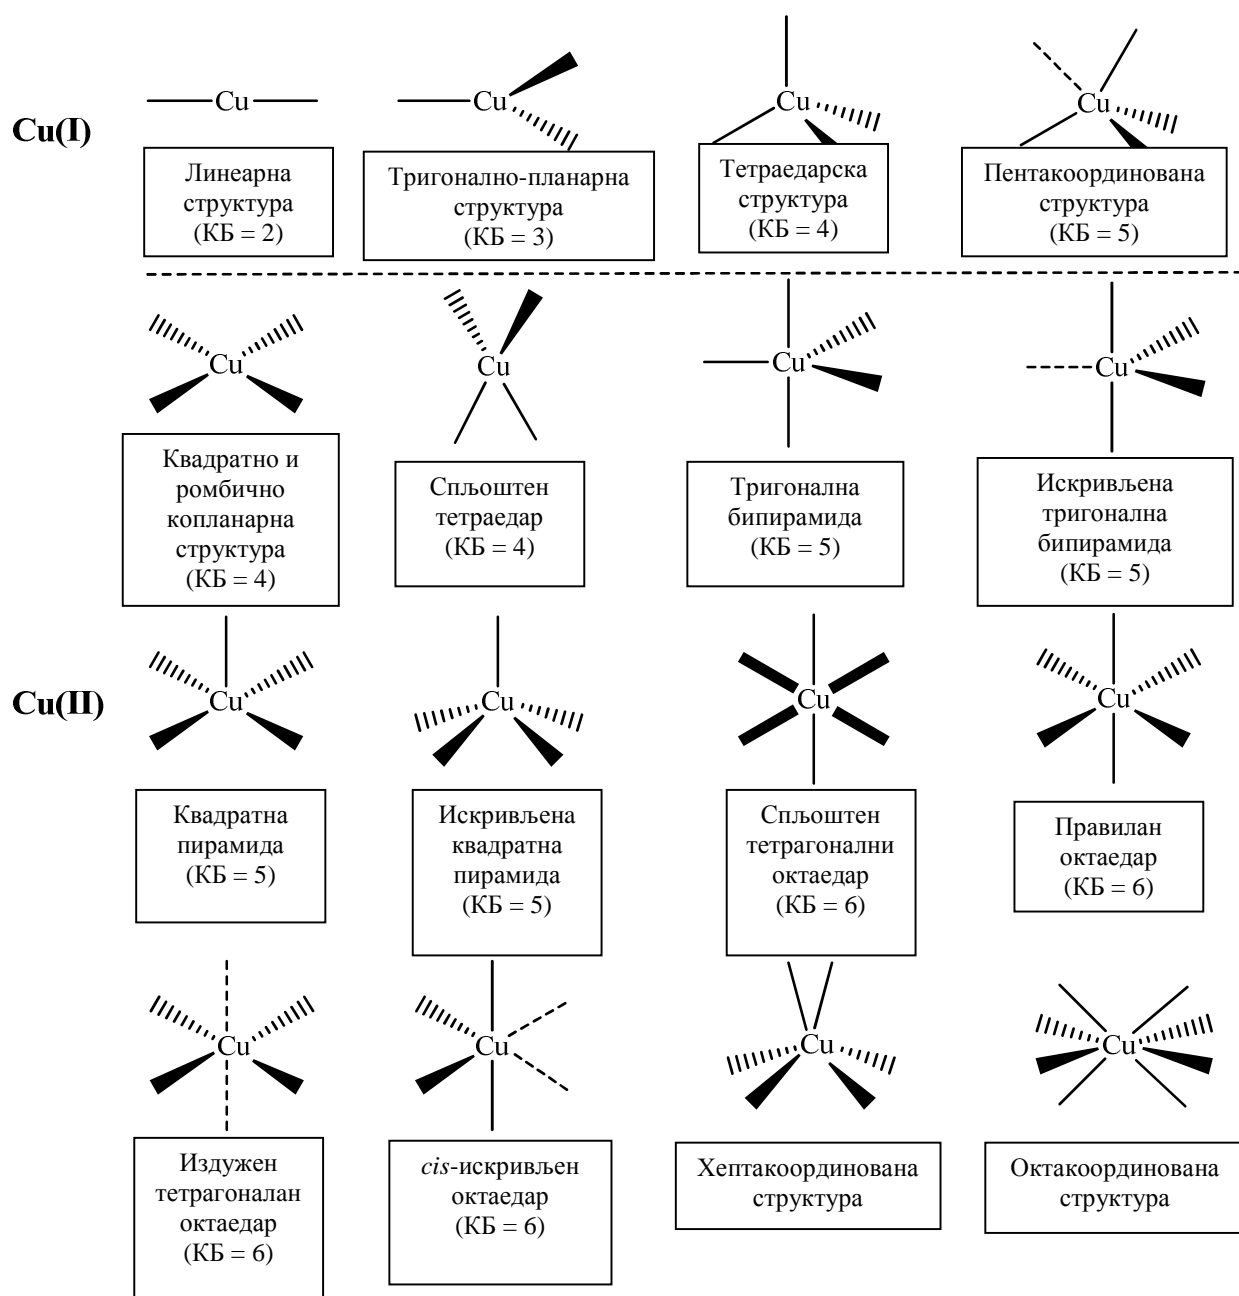 Cu(I)
Cu
Cu
Cu
Cu
Линеарна
структура
(КБ = 2)
Тригонално-планарна
структура
(КБ = 3)
Тетраедарска
структура
(КБ = 4)
Пентакоординована
структура
(КБ = 5)
Cu(II)
Cu
Cu
Cu
Cu
Квадратно и
ромбично
копланарна
структура
(КБ = 4)
Спљоштен
тетраедар
(КБ = 4)
Тригонална
бипирамида
(КБ = 5)
Искривљена
тригонална
бипирамида
(КБ = 5)
Cu
Cu
Cu
Cu
Квадратна
пирамида
(КБ = 5)
Искривљена
квадратна
пирамида
(КБ = 5)
Спљоштен
тетрагонални
октаедар
(КБ = 6)
Правилан
октаедар
(КБ = 6)
Cu
Cu
Cu
Cu
Издужен
тетрагоналан
октаедар
(КБ = 6)
cis-искривљен
октаедар
(КБ = 6)
Хептакоординована
структура
Октакоординована
структура